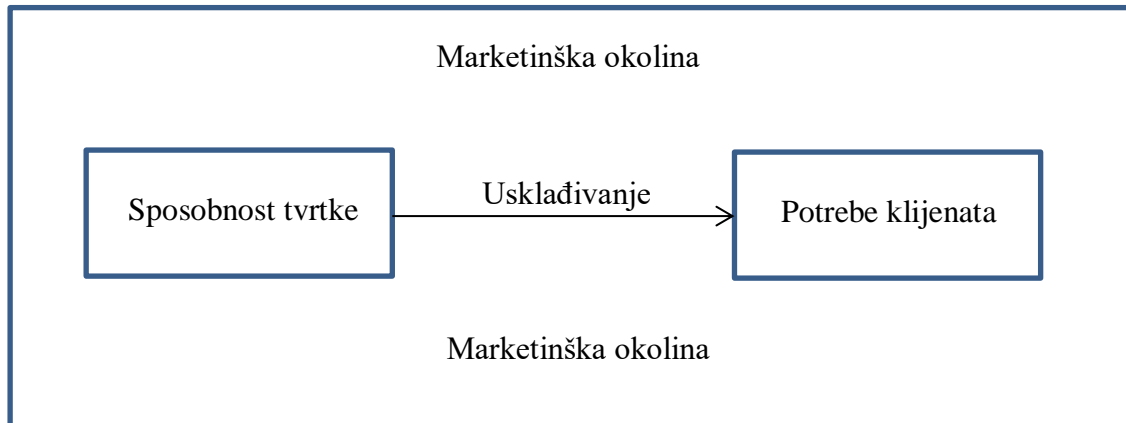 Marketinška okolina
Usklađivanje
Sposobnost tvrtke
Potrebe klijenata
Marketinška okolina